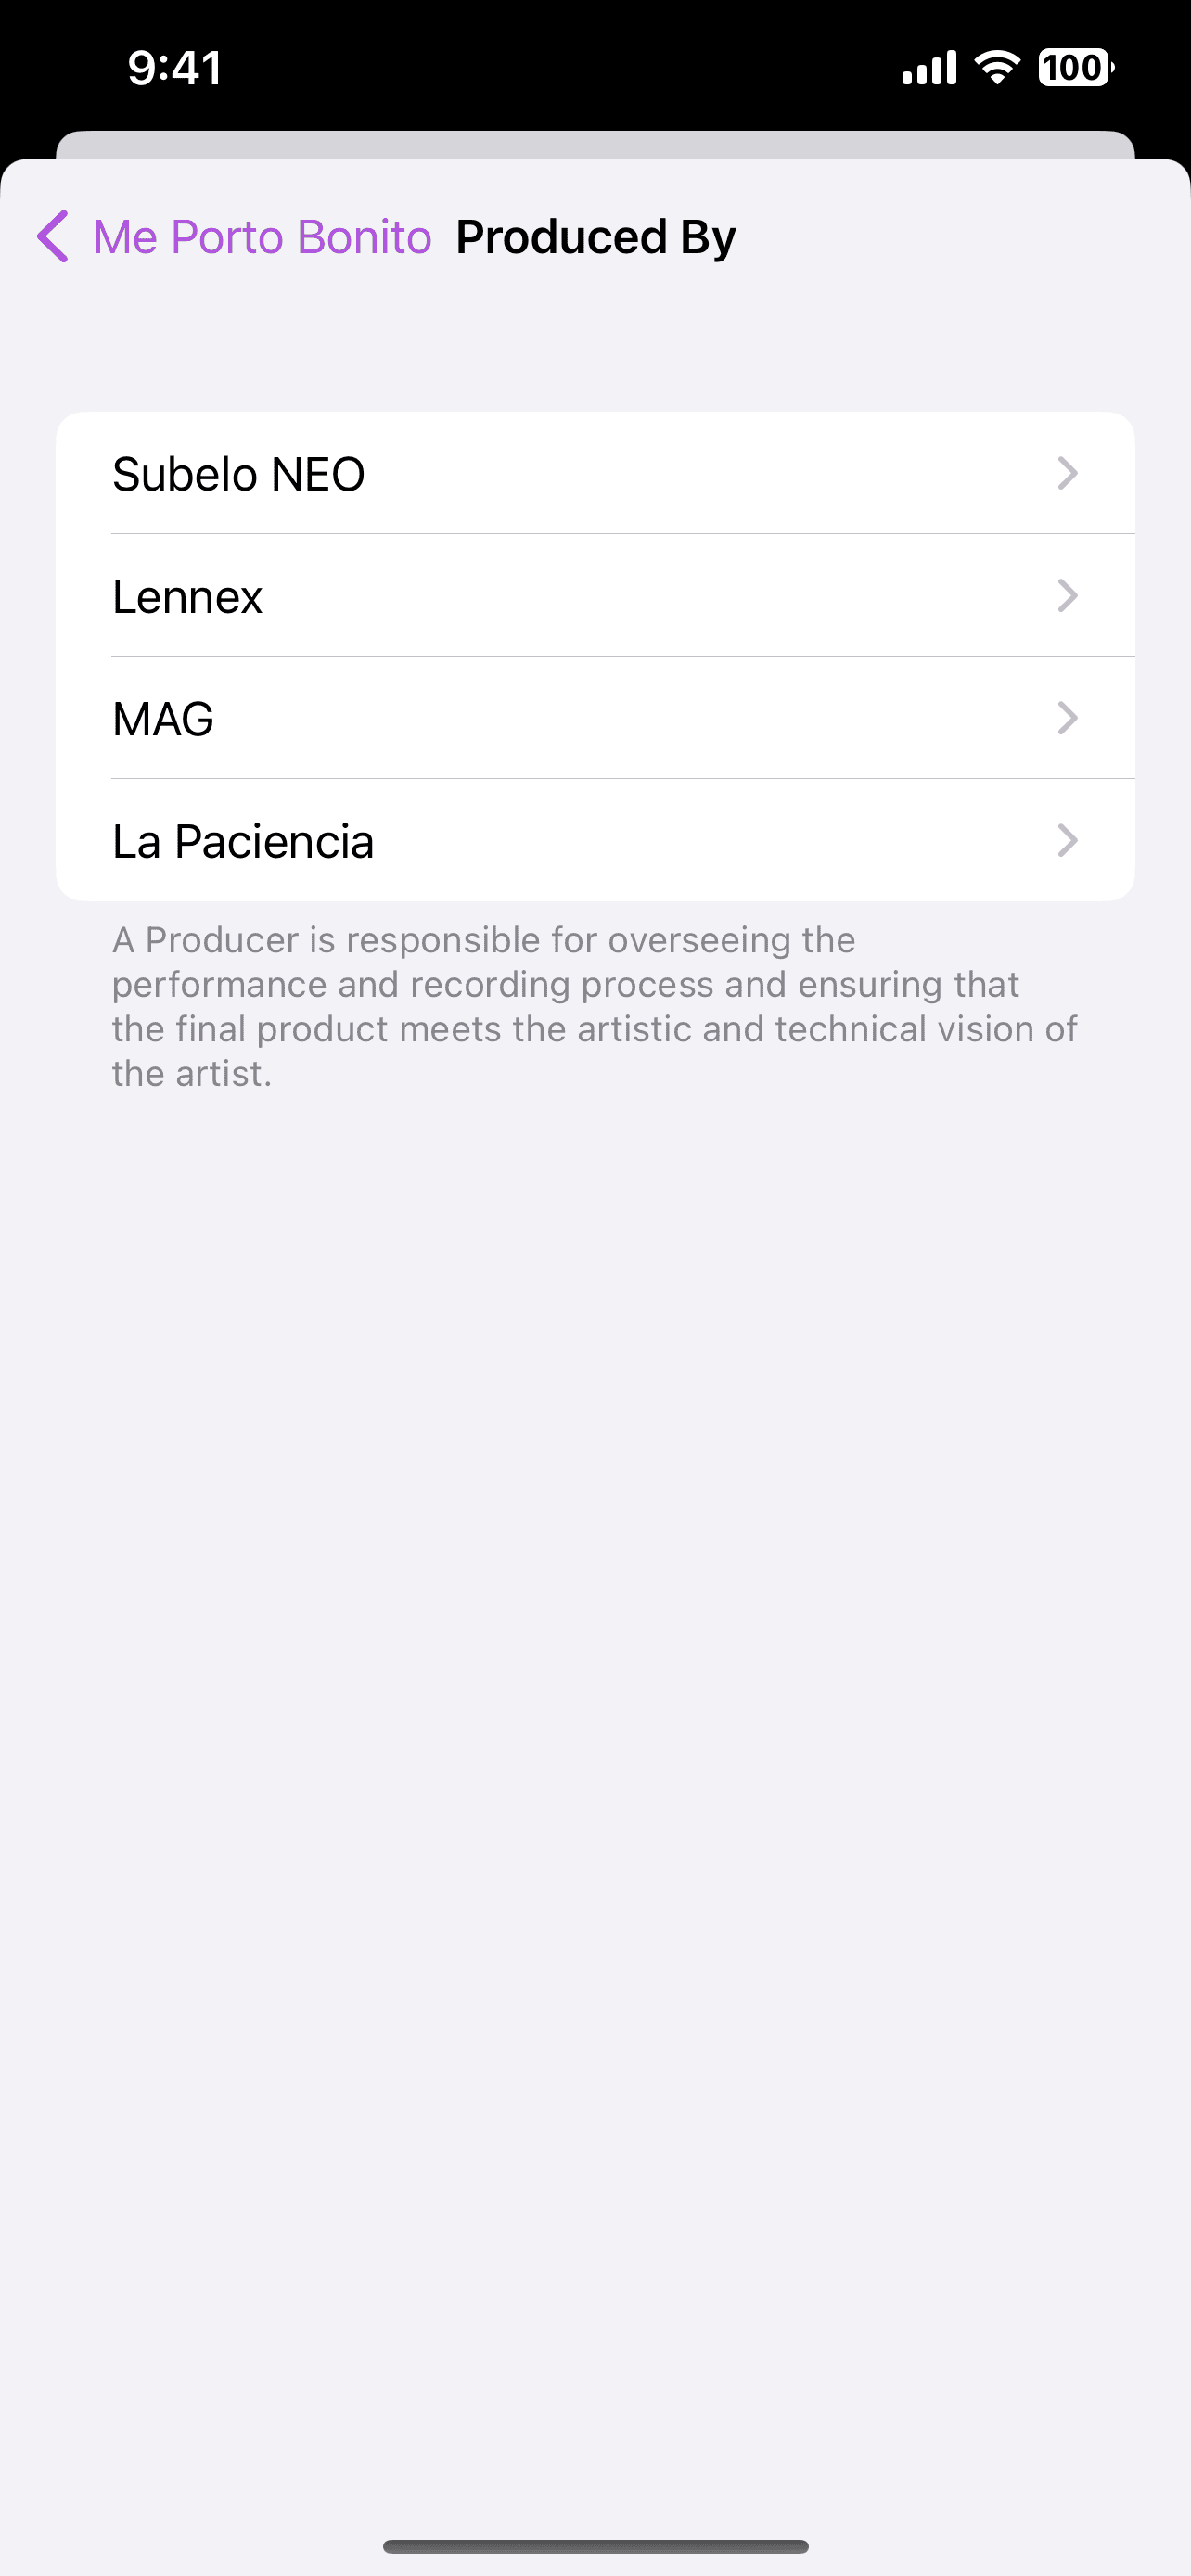 9:41
100
Me Porto Bonito Produced By
Subelo NEO
Lennex
MAG
La Paciencia
A Producer is responsible for overseeing the
performance and recording process and ensuring that
the final product meets the artistic and technical vision of
the artist.